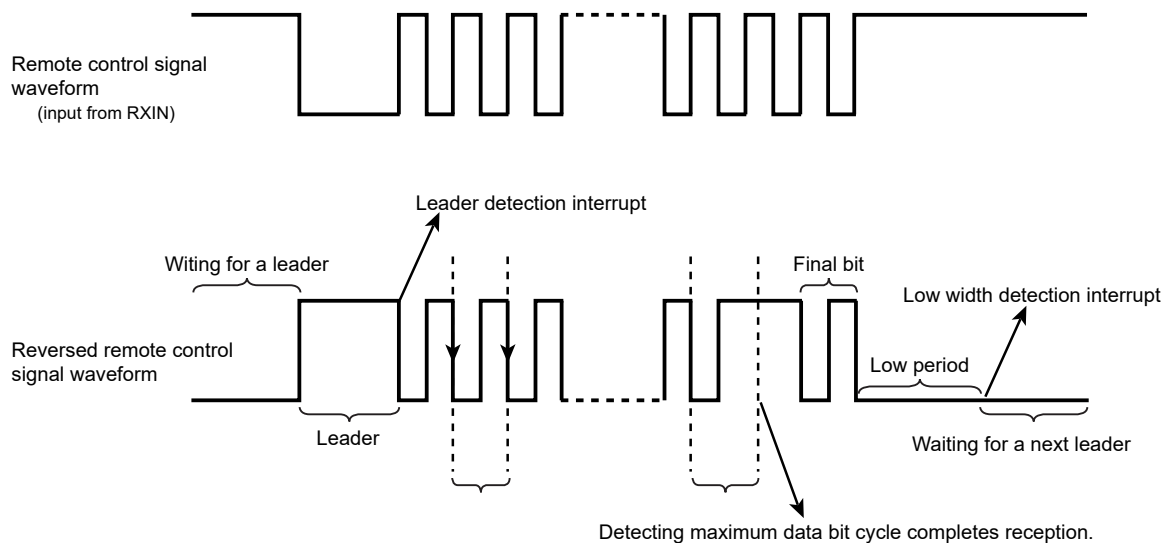 Remote control signal
waveform
(input from RXIN)
Leader detection interrupt
Witing for a leader
Final bit
Low width detection interrupt
Reversed remote control
signal waveform
Low period
Leader
Waiting for a next leader
Detecting maximum data bit cycle completes reception.